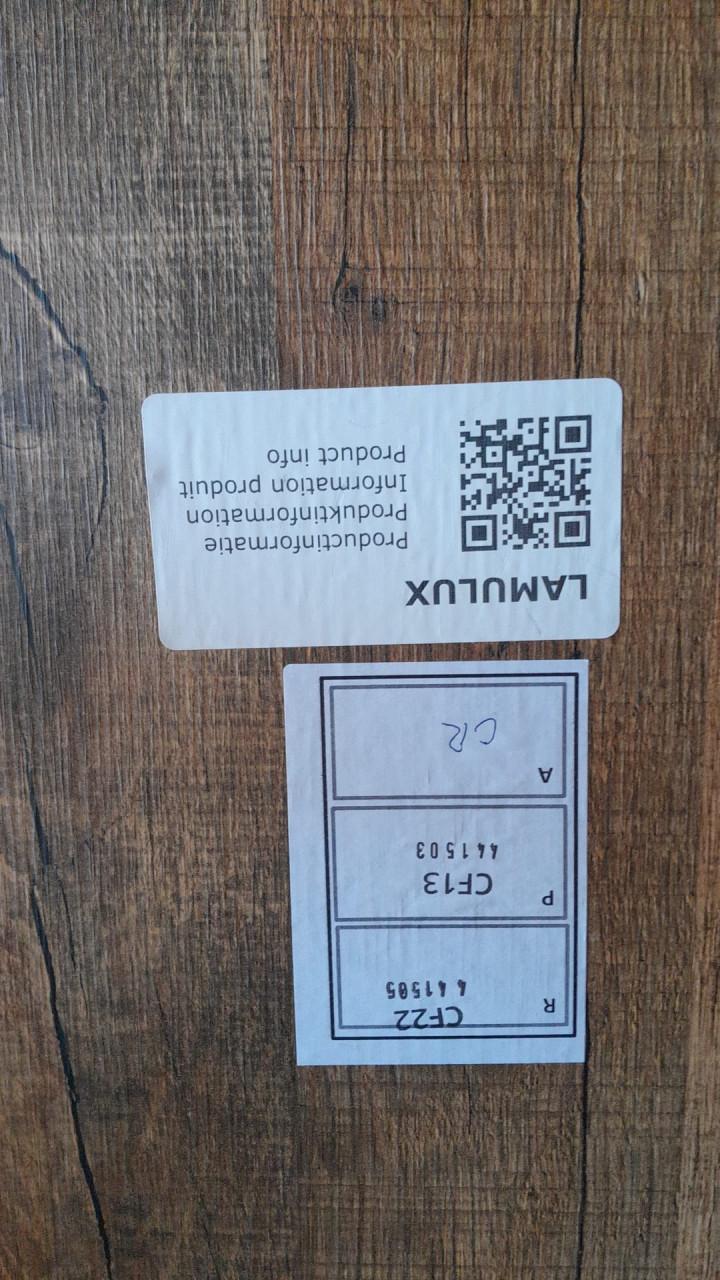 R
CF22
441505
P
CF13
441503
A
CR
LAMULUX
Productinformatie
Produktinformation
Information produit
Product info